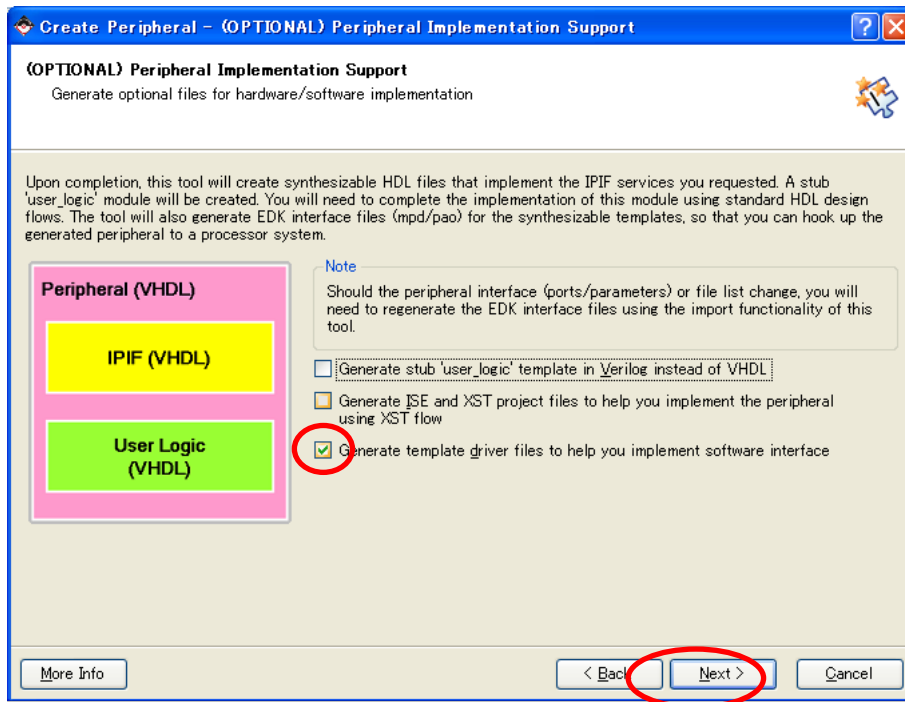 Create Peripheral - (OPTIONAL) Peripheral Implementation Support
(OPTIONAL) Peripheral Implementation Support
Generate optional files for hardware/software implementation
Upon completion, this tool will create synthesizable HDL files that implement the IPIF services you requested. A stub
'user_logic' module will be created. You will need to complete the implementation of this module using standard HDL design
flows. The tool will also generate EDK interface files (mpd/pao) for the synthesizable templates, so that you can hook up the
generated peripheral to a processor system.
Peripheral (VHDL)
IPIF (VHDL)
User Logic
(VHDL)
Note
Should the peripheral interface (ports/parameters) or file list change, you will
need to regenerate the EDK interface files using the import functionality of this
tool.
Generate stub 'user_logic' template in Verilog instead of VHDL
Generate ISE and XST project files to help you implement the peripheral
using XST flow
Generate template driver files to help you implement software interface
More Info
< Back
Next >
Cancel